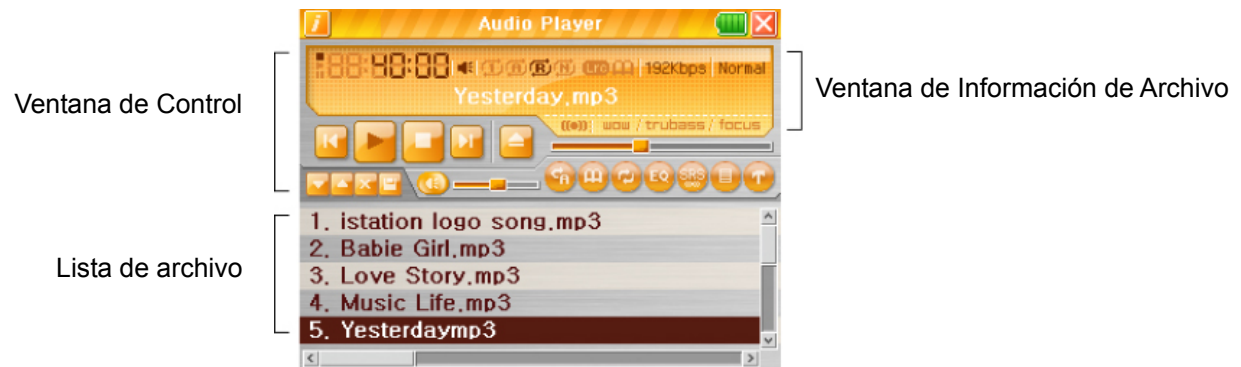 Audio Player
Ventana de Control
40:00 192Kbps Normal
Yesterday.mp3
Ventana de Información de Archivo
wow / trubass / focus
EQ SRS
1. istation logo song.mp3
2. Babie Girl.mp3
3. Love Story.mp3
4. Music Life.mp3
5. Yesterdaymp3
Lista de archivo